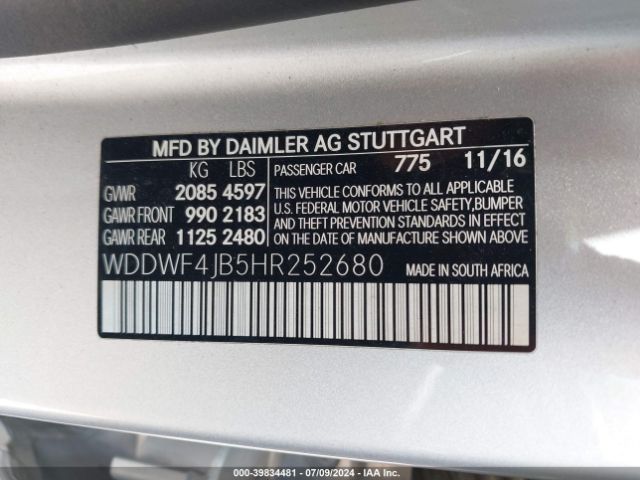 MFD BY DAIMLER AG STUTTGART
KG LBS
GVWR 2085 4597
GAWR FRONT 990 2183
GAWR REAR 1125 2480
PASSENGER CAR 775 11/16
THIS VEHICLE CONFORMS TO ALL APPLICABLE
U.S. FEDERAL MOTOR VEHICLE SAFETY,BUMPER
AND THEFT PREVENTION STANDARDS IN EFFECT
ON THE DATE OF MANUFACTURE SHOWN ABOVE.
WDDWF4JB5HR252680
MADE IN SOUTH AFRICA
000-39834481 / 07/09/2024 / IAAI.COM